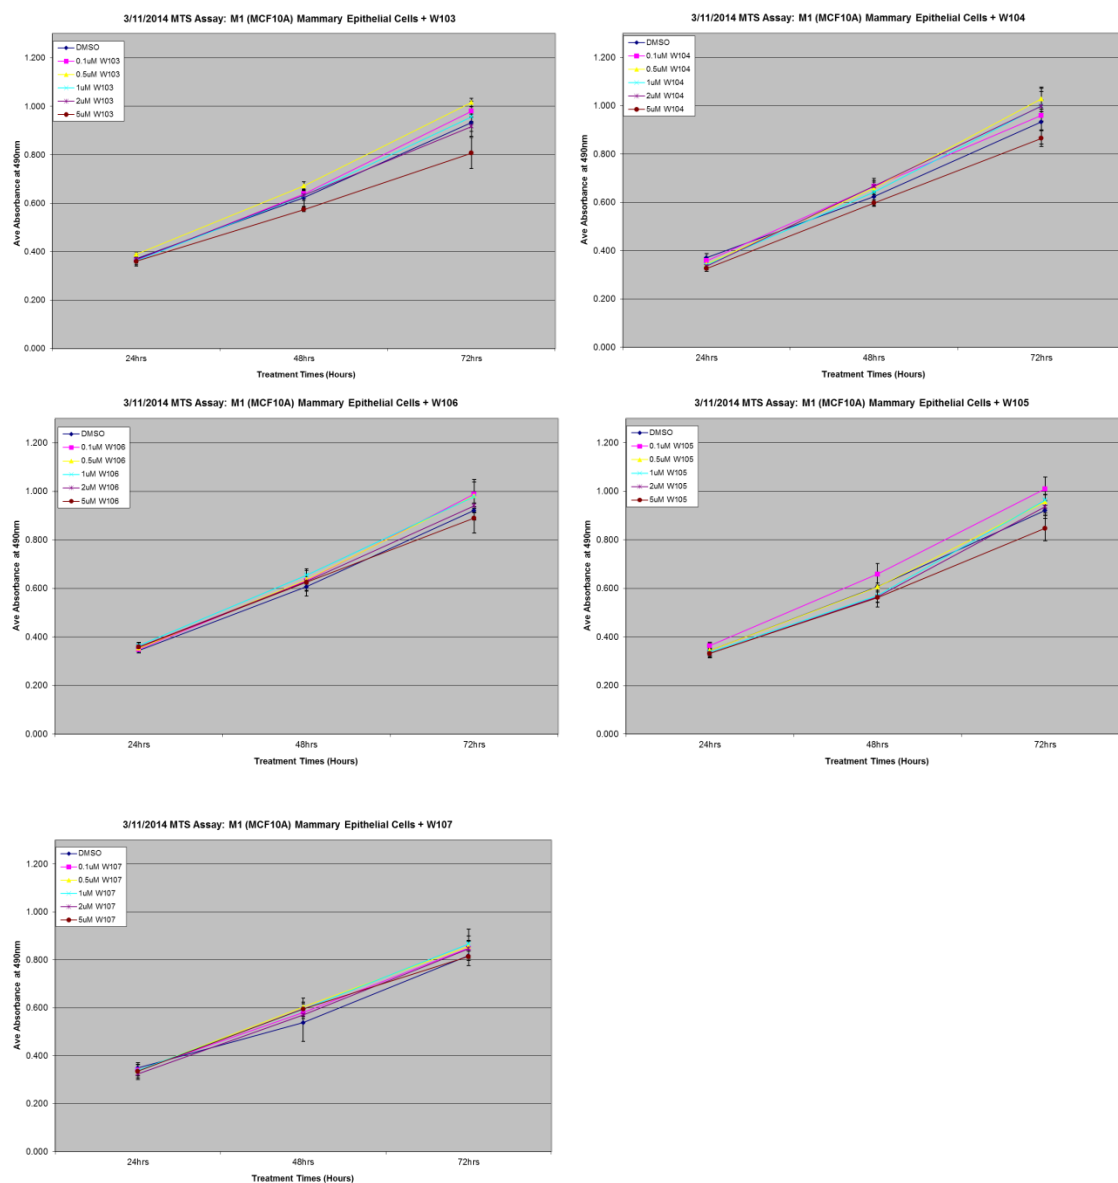 3/11/2014 MTS Assay: M1 (MCF10A) Mammary Epithelial Cells + W103
Ave Absorbance at 490nm
1.200
1.000
0.800
0.600
0.400
0.200
0.000
DMSO
0.1uM W103
0.5uM W103
1uM W103
2uM W103
5uM W103
24hrs
48hrs
72hrs
Treatment Times (Hours)
3/11/2014 MTS Assay: M1 (MCF10A) Mammary Epithelial Cells + W104
Ave Absorbance at 490nm
1.200
1.000
0.800
0.600
0.400
0.200
0.000
DMSO
0.1uM W104
0.5uM W104
1uM W104
2uM W104
5uM W104
24hrs
48hrs
72hrs
Treatment Times (Hours)
3/11/2014 MTS Assay: M1 (MCF10A) Mammary Epithelial Cells + W106
Ave Absorbance at 490nm
1.200
1.000
0.800
0.600
0.400
0.200
0.000
DMSO
0.1uM W106
0.5uM W106
1uM W106
2uM W106
5uM W106
24hrs
48hrs
72hrs
Treatment Times (Hours)
3/11/2014 MTS Assay: M1 (MCF10A) Mammary Epithelial Cells + W105
Ave Absorbance at 490nm
1.200
1.000
0.800
0.600
0.400
0.200
0.000
DMSO
0.1uM W105
0.5uM W105
1uM W105
2uM W105
5uM W105
24hrs
48hrs
72hrs
Treatment Times (Hours)
3/11/2014 MTS Assay: M1 (MCF10A) Mammary Epithelial Cells + W107
Ave Absorbance at 490nm
1.200
1.000
0.800
0.600
0.400
0.200
0.000
DMSO
0.1uM W107
0.5uM W107
1uM W107
2uM W107
5uM W107
24hrs
48hrs
72hrs
Treatment Times (Hours)